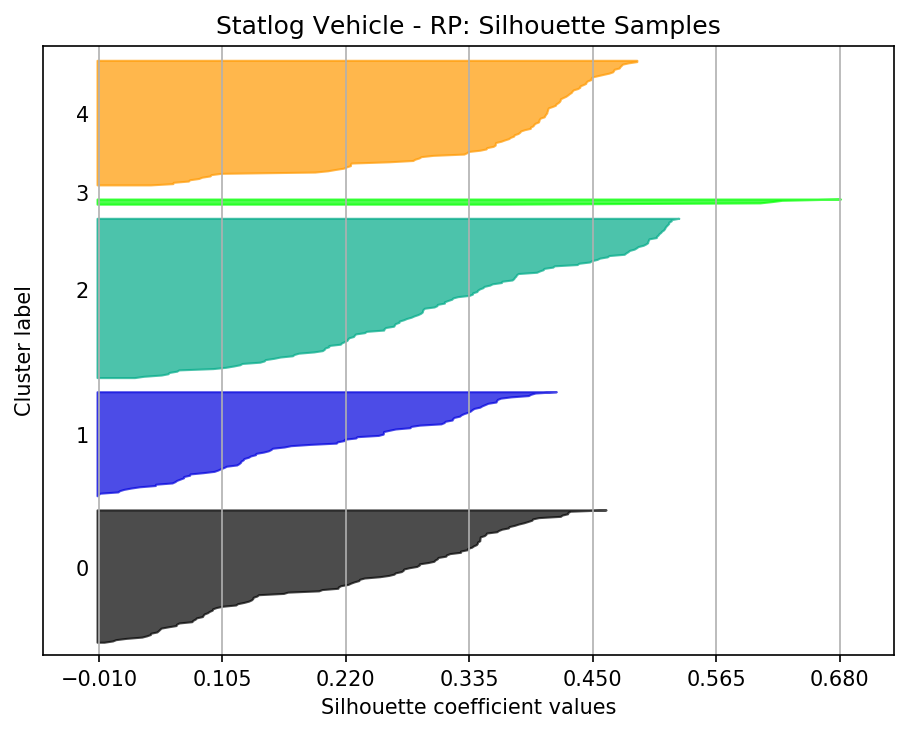 Statlog Vehicle - RP: Silhouette Samples
4
3
2
1
0
Cluster label
−0.010 0.105 0.220 0.335 0.450 0.565 0.680
Silhouette coefficient values